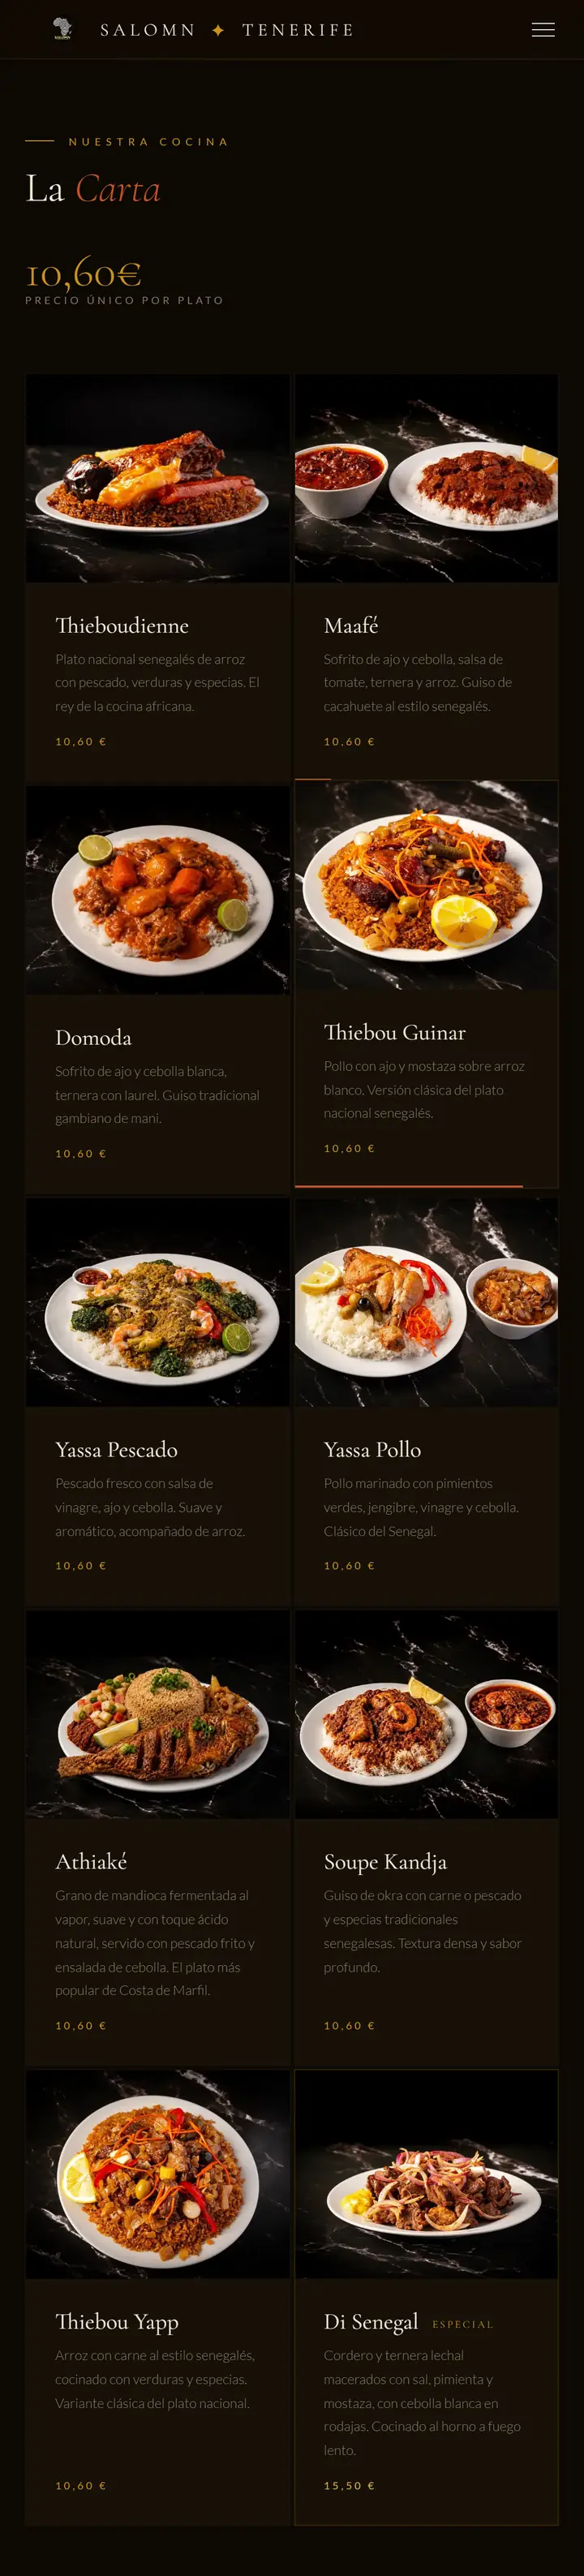 SALOMN ✦ TENERIFE
NUESTRA COCINA
La Carta
10,60€
PRECIO ÚNICO POR PLATO
Thieboudienne
Plato nacional senegalés de arroz
con pescado, verduras y especias. El
rey de la cocina africana.
10,60 €
Maafé
Sofrito de ajo y cebolla, salsa de
tomate, ternera y arroz. Guiso de
cacahuete al estilo senegalés.
10,60 €
Domoda
Sofrito de ajo y cebolla blanca,
ternera con laurel. Guiso tradicional
gambiano de mani.
10,60 €
Thiebou Guinar
Pollo con ajo y mostaza sobre arroz
blanco. Versión clásica del plato
nacional senegalés.
10,60 €
Yassa Pescado
Pescado fresco con salsa de
vinagre, ajo y cebolla. Suave y
aromático, acompañado de arroz.
10,60 €
Yassa Pollo
Pollo marinado con pimientos
verdes, jengibre, vinagre y cebolla.
Clásico del Senegal.
10,60 €
Athiaké
Grano de mandioca fermentada al
vapor, suave y con toque ácido
natural, servido con pescado frito y
ensalada de cebolla. El plato más
popular de Costa de Marfil.
10,60 €
Soupe Kandja
Guiso de okra con carne o pescado
y especias tradicionales
senegalesas. Textura densa y sabor
profundo.
10,60 €
Thiebou Yapp
Arroz con carne al estilo senegalés,
cocinado con verduras y especias.
Variante clásica del plato nacional.
10,60 €
Di Senegal ESPECIAL
Cordero y ternera lechal
macerados con sal, pimienta y
mostaza, con cebolla blanca en
rodajas. Cocinado al horno a fuego
lento.
15,50 €